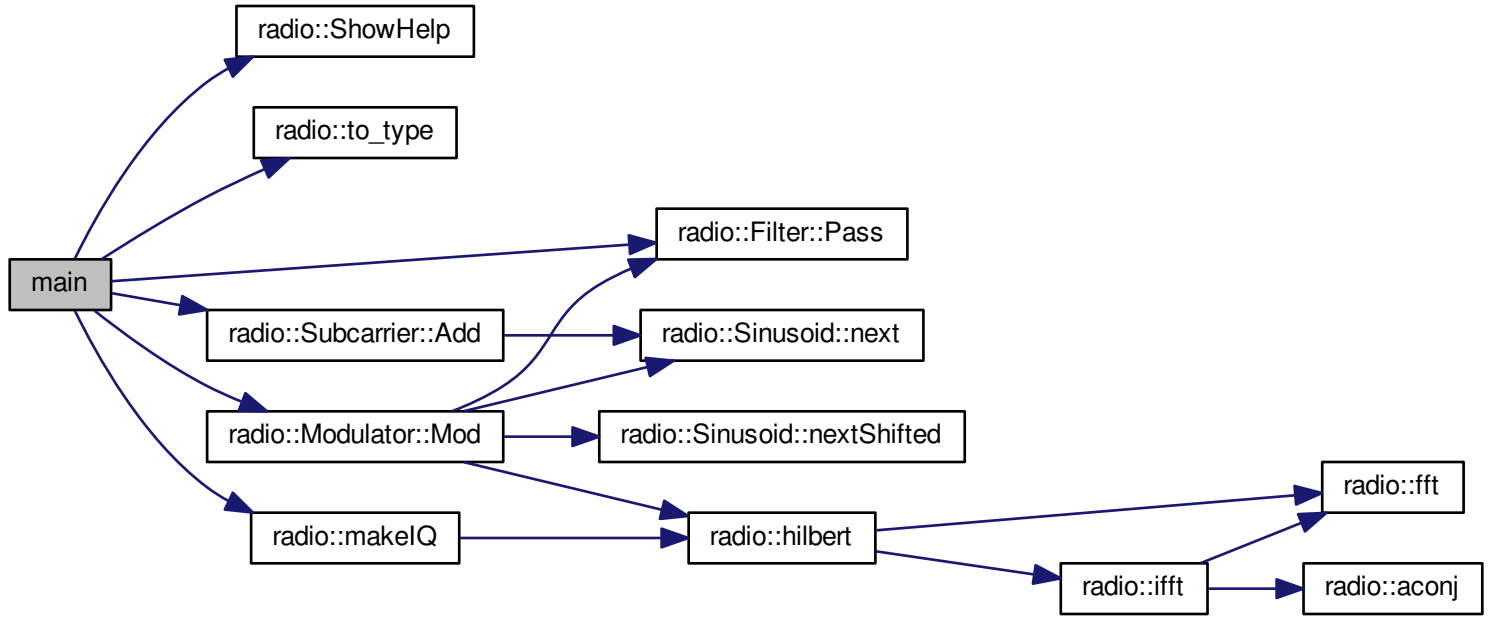 radio::ShowHelp
radio::to_type
radio::Filter::Pass
main
radio::Subcarrier::Add
radio::Sinusoid::next
radio::Modulator::Mod
radio::Sinusoid::nextShifted
radio::fft
radio::makeIQ
radio::hilbert
radio::ifft
radio::aconj